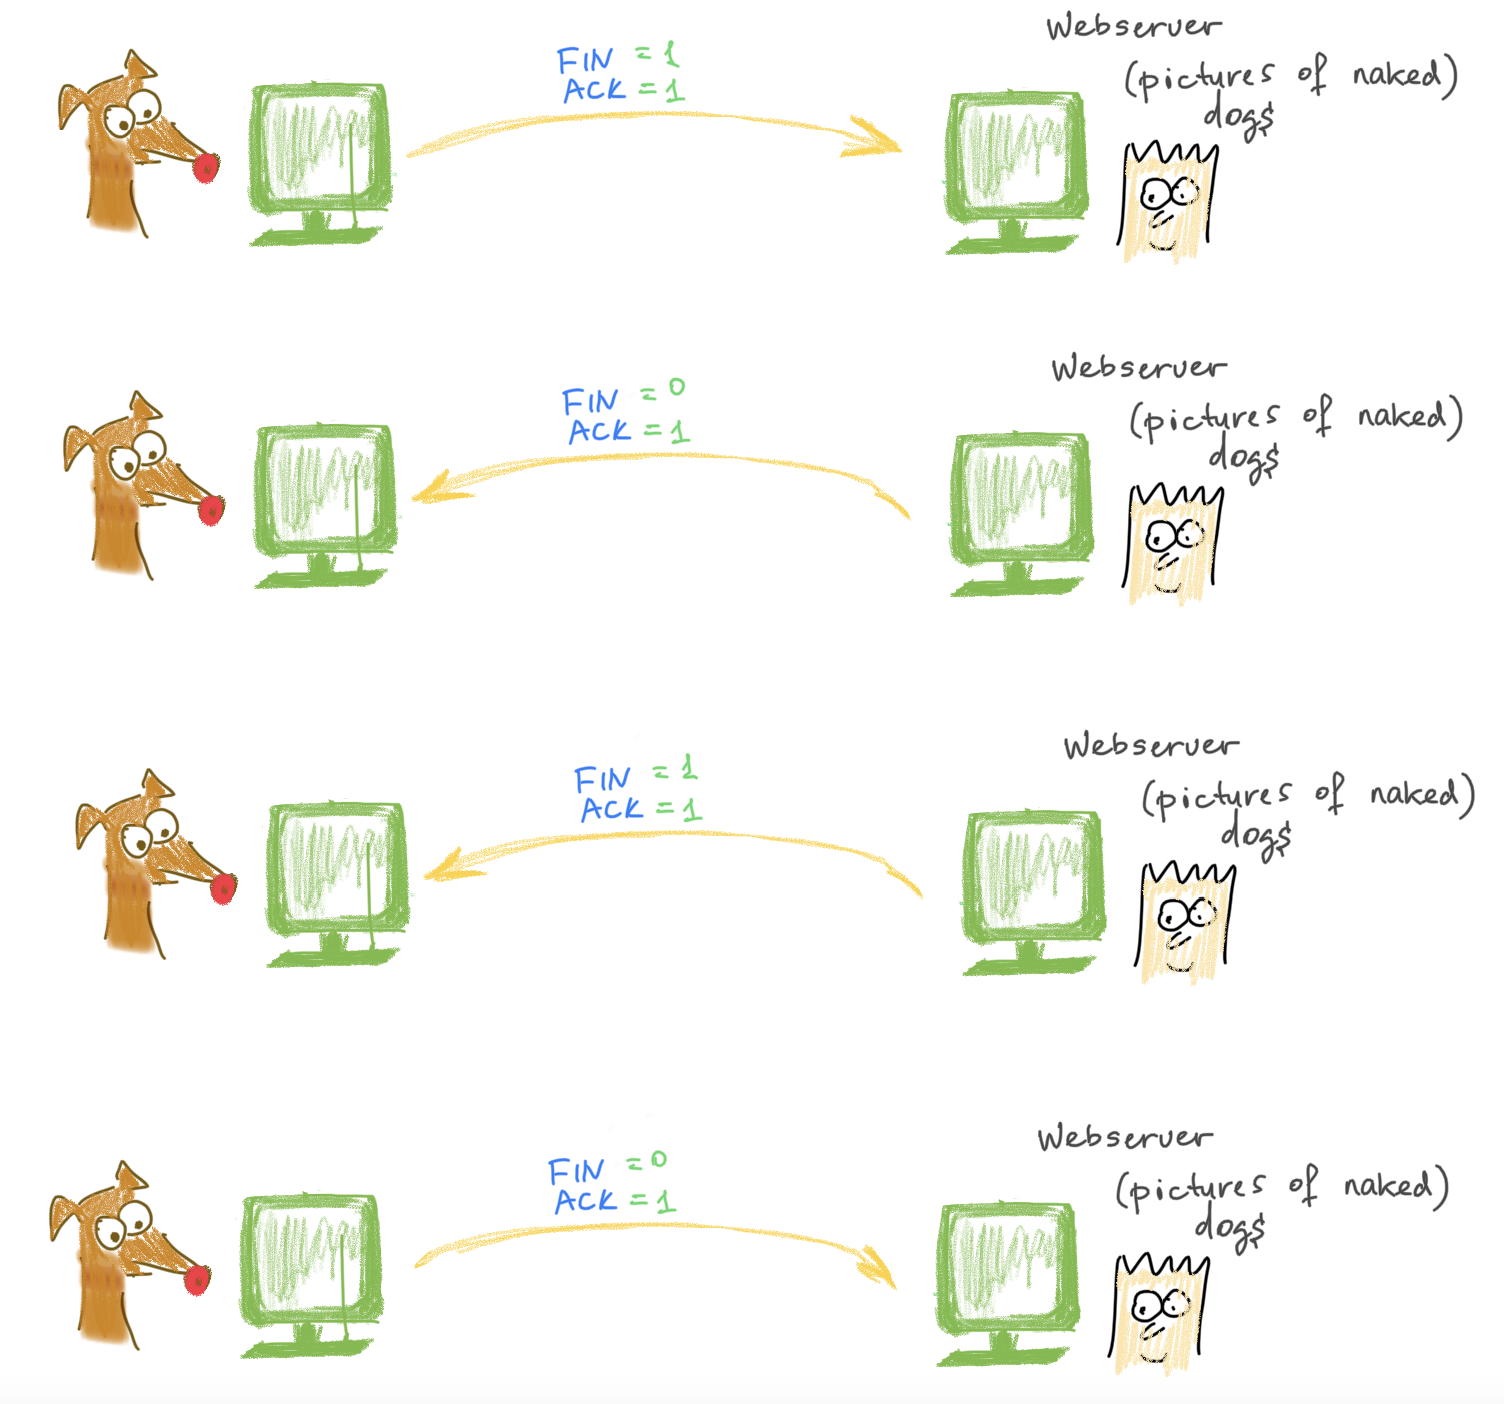 Webserver
(pictures of naked)
dogs
FIN = 1
ACK = 1
Webserver
(pictures of naked)
dogs
FIN = 0
ACK = 1
Webserver
(pictures of naked)
dogs
FIN = 1
ACK = 1
Webserver
(pictures of naked)
dogs
FIN = 0
ACK = 1